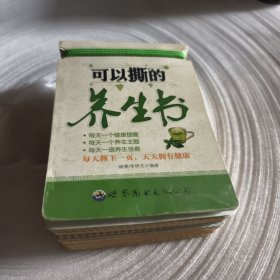 可以撕的
养生书
•每天一个健康提醒
•每天一个养生主题
•每天一道养生佳肴
每天撕下一页，天天拥有健康
世界图书出版公司